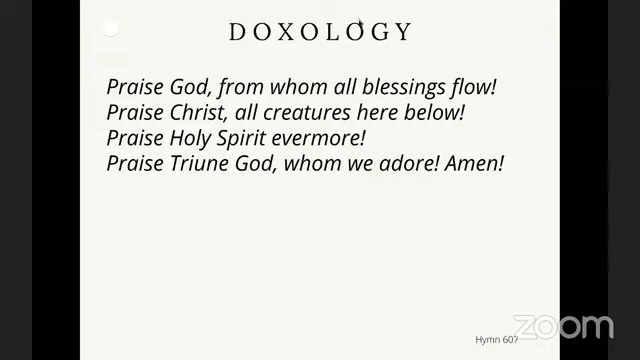 DOXOLOGY
Praise God, from whom all blessings flow!
Praise Christ, all creatures here below!
Praise Holy Spirit evermore!
Praise Triune God, whom we adore! Amen!
Hymn 607
zoom